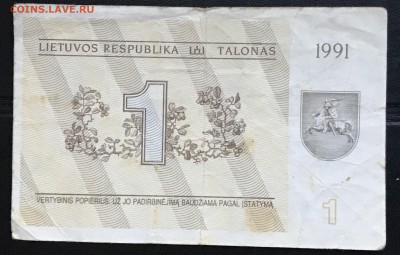 COINS.LAVE.RU
LIETUVOS RESPUBLIKA TALONAS 1991
1
VERTYBINIS POPIERIUS. UŽ JO PADIRBINĖJIMĄ BAUDŽIAMA PAGAL ĮSTATYMĄ
1